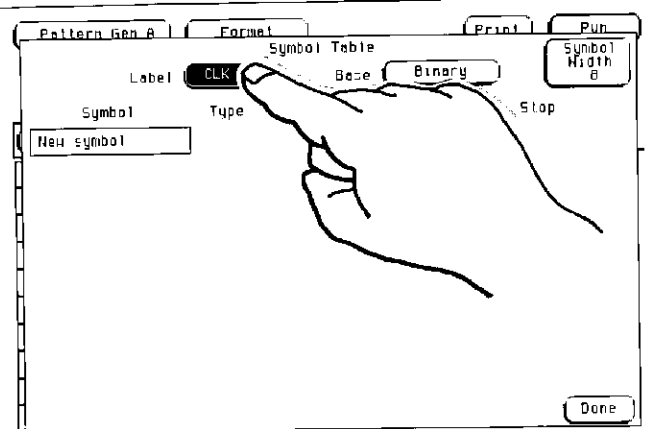 Pattern Gen A Format Print Run
Symbol Table
Label CLK Base Binary
Symbol Width 8
Symbol Type Stop
New symbol
Done